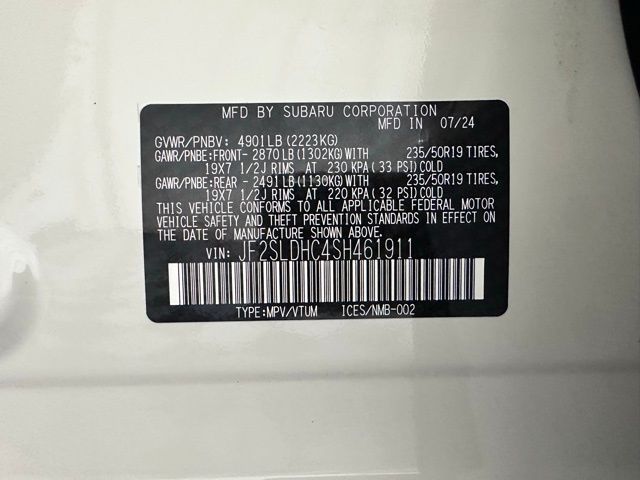 MFD BY SUBARU CORPORATION
MFD IN 07/24
GVWR/PNBV: 4901LB (2223KG)
GAWR/PNBE:FRONT- 2870LB (1302KG)WITH 235/50R19 TIRES,
19X7 1/2J RIMS AT 230 KPA ( 33 PSI)COLD
GAWR/PNBE:REAR - 2491LB (1130KG)WITH 235/50R19 TIRES,
19X7 1/2J RIMS AT 220 KPA (32 PSI)COLD
THIS VEHICLE CONFORMS TO ALL APPLICABLE FEDERAL MOTOR
VEHICLE SAFETY AND THEFT PREVENTION STANDARDS IN EFFECT ON
THE DATE OF MANUFACTURE SHOWN ABOVE.
VIN: JF2SLDHC4SH461911
TYPE:MPV/VTUM ICES/NMB-002